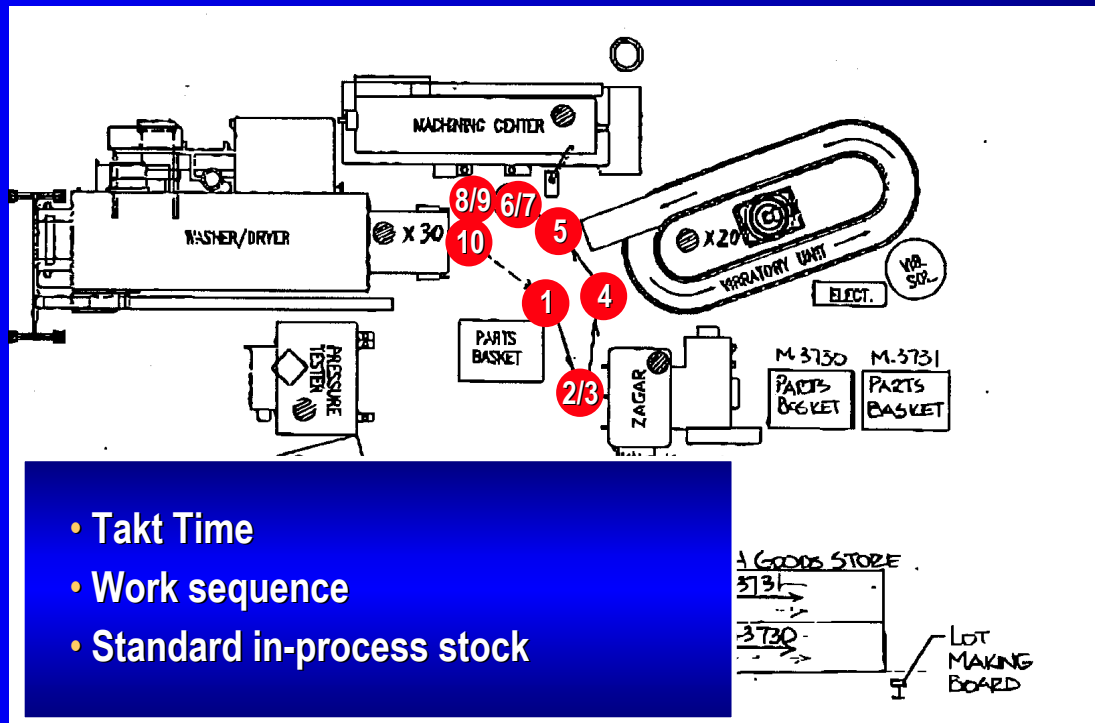 MACHINING CENTER
WASHER/DRYER
X 30
8/9
6/7
5
10
X20
VIBRATORY UNIT
VIB.
SOL.
ELECT.
1
4
PARTS
BASKET
2/3
PRESSURE
TESTER
ZAGAR
M-3730
PARTS
BASKET
M-3731
PARTS
BASKET
• Takt Time
• Work sequence
• Standard in-process stock
GOODS STORE
3731
-3730
LOT
MAKING
BOARD